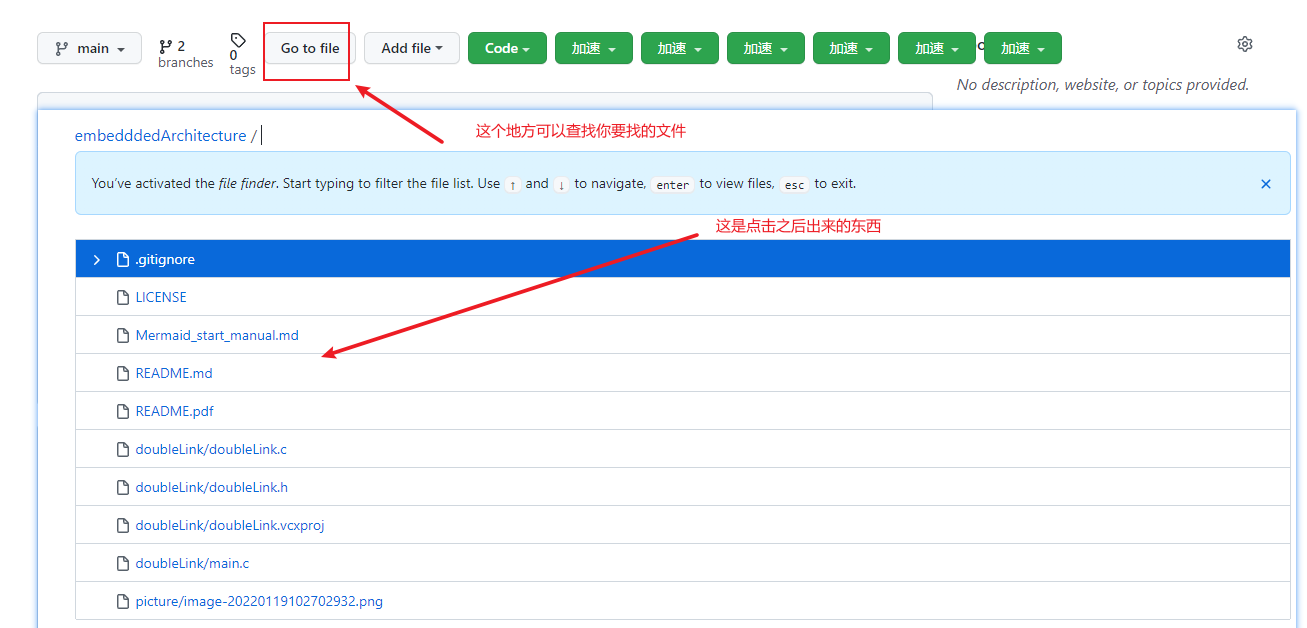 main
2
branches
0
tags
Go to file
Add file
Code
加速
加速
加速
加速
加速
加速
No description, website, or topics provided.
embedddedArchitecture /
这个地方可以查找你要找的文件
You've activated the file finder. Start typing to filter the file list. Use ↑ and ↓ to navigate, enter to view files, esc to exit.
这是点击之后出来的东西
.gitignore
LICENSE
Mermaid_start_manual.md
README.md
README.pdf
doubleLink/doubleLink.c
doubleLink/doubleLink.h
doubleLink/doubleLink.vcxproj
doubleLink/main.c
picture/image-20220119102702932.png